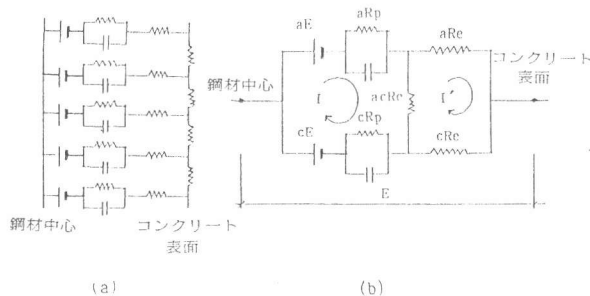 鋼材中心
コンクリート
表面
(a)
aE
aRp
aRe
鋼材中心
I
acRe
I'
コンクリート
表面
cE
cRp
cRe
E
(b)